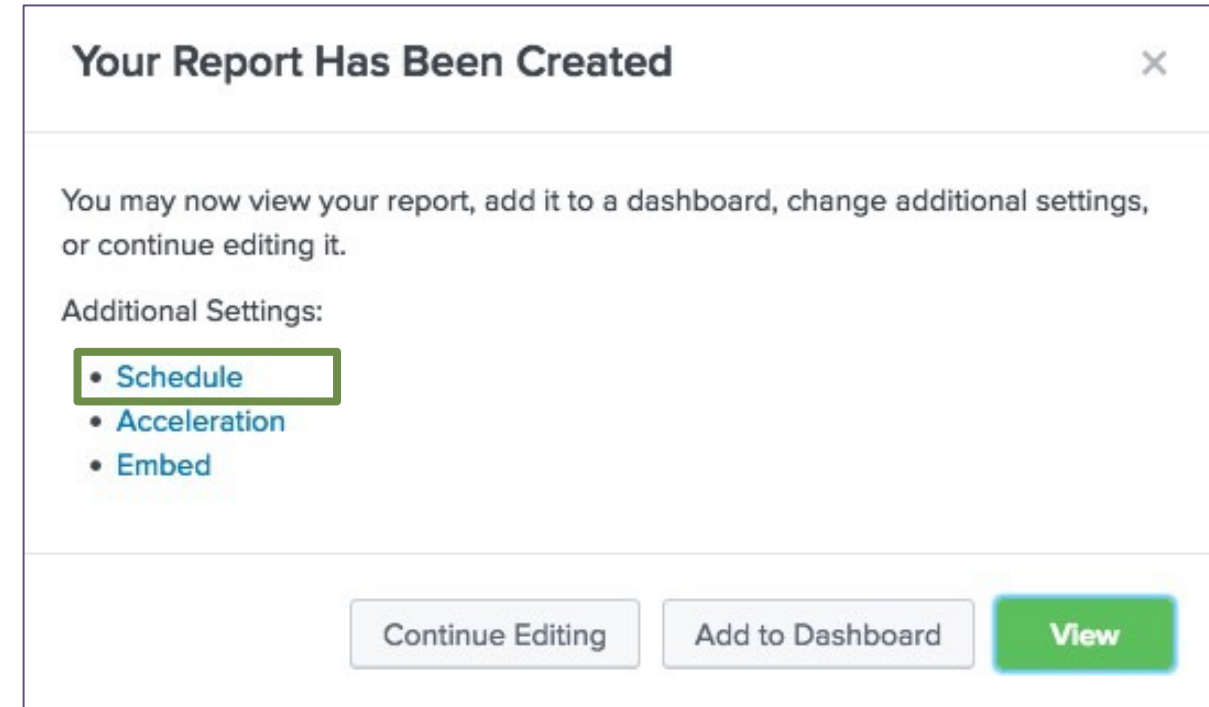 Your Report Has Been Created
×
You may now view your report, add it to a dashboard, change additional settings,
or continue editing it.
Additional Settings:
• Schedule
• Acceleration
• Embed
Continue Editing Add to Dashboard View